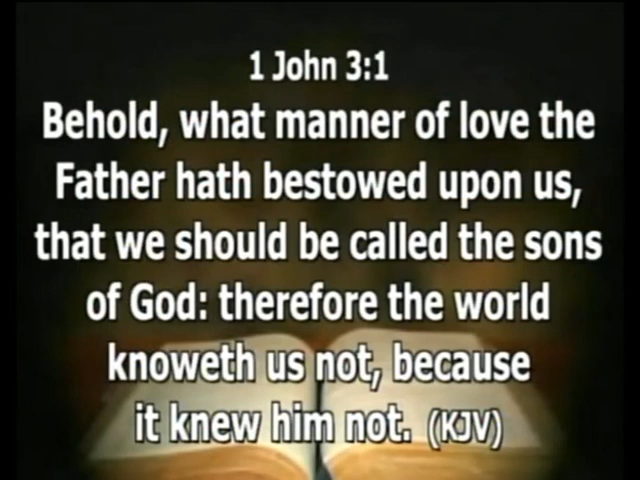 1 John 3:1
Behold, what manner of love the
Father hath bestowed upon us,
that we should be called the sons
of God: therefore the world
knoweth us not, because
it knew him not. (KJV)